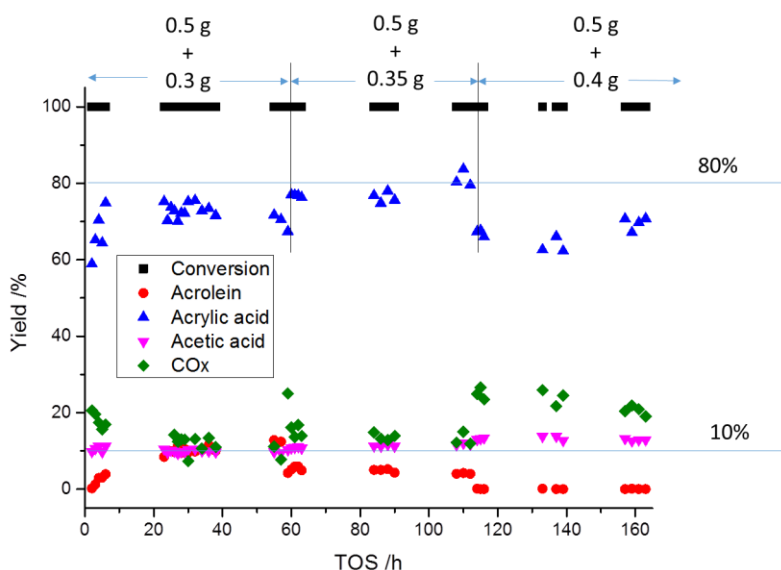 0.5 g
+
0.3 g
0.5 g
+
0.35 g
0.5 g
+
0.4 g
100
80
60
40
20
0
Yield /%
80%
10%
Conversion
Acrolein
Acrylic acid
Acetic acid
COx
0 20 40 60 80 100 120 140 160
TOS /h